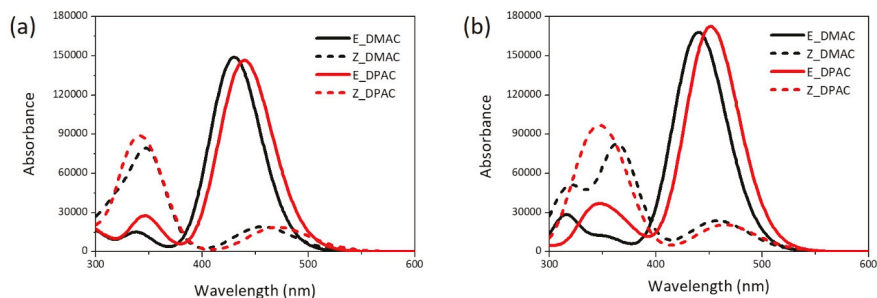 (a)
180000
150000
120000
90000
60000
30000
0
Absorbance
300
400
500
600
Wavelength (nm)
E_DMAC
Z_DMAC
E_DPAC
Z_DPAC
(b)
180000
150000
120000
90000
60000
30000
0
Absorbance
300
400
500
600
Wavelength (nm)
E_DMAC
Z_DMAC
E_DPAC
Z_DPAC